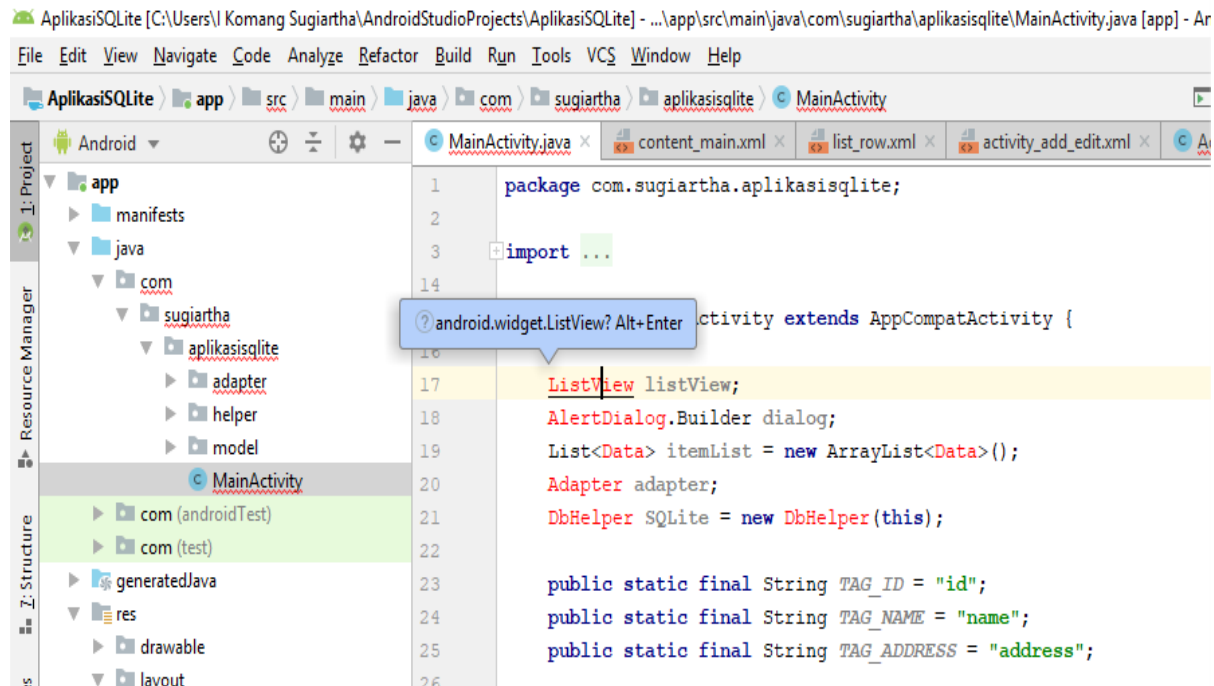 AplikasiSQLite [C:\Users\I Komang Sugiartha\AndroidStudioProjects\AplikasiSQLite] - ...\app\src\main\java\com\sugiartha\aplikasisqlite\MainActivity.java [app] - An
File Edit View Navigate Code Analyze Refactor Build Run Tools VCS Window Help
AplikasiSQLite app src main java com sugiartha aplikasisqlite MainActivity
Android
MainActivity.java content_main.xml list_row.xml activity_add_edit.xml
1: Project
Resource Manager
7: Structure
app
manifests
java
com
sugiartha
aplikasisqlite
adapter
helper
model
MainActivity
com (androidTest)
com (test)
generatedJava
res
drawable
layout
1 package com.sugiartha.aplikasisqlite;
2
3 import ...
14
? android.widget.ListView? Alt+Enter
ctivity extends AppCompatActivity {
16
17 ListView listView;
18 AlertDialog.Builder dialog;
19 List<Data> itemList = new ArrayList<Data>();
20 Adapter adapter;
21 DbHelper SQLite = new DbHelper(this);
22
23 public static final String TAG_ID = "id";
24 public static final String TAG_NAME = "name";
25 public static final String TAG_ADDRESS = "address";
26